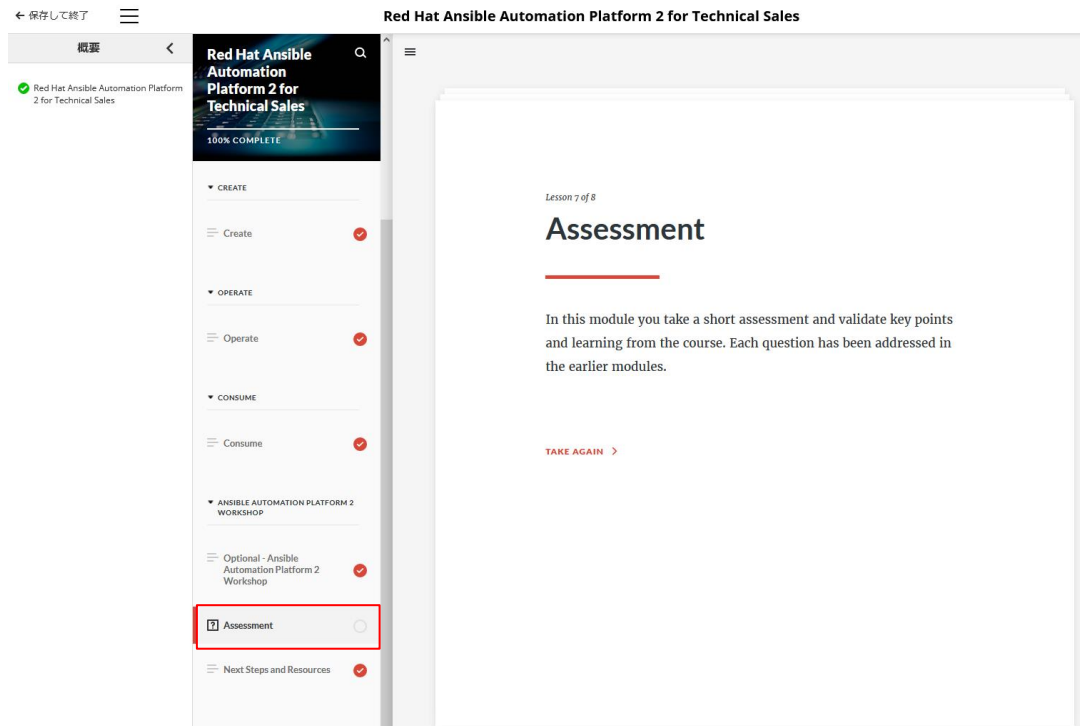 ← 保存して終了
Red Hat Ansible Automation Platform 2 for Technical Sales
概要
Red Hat Ansible Automation Platform
2 for Technical Sales
Red Hat Ansible
Automation
Platform 2 for
Technical Sales
100% COMPLETE
CREATE
Create
OPERATE
Operate
CONSUME
Consume
ANSIBLE AUTOMATION PLATFORM 2
WORKSHOP
Optional - Ansible
Automation Platform 2
Workshop
? Assessment
Next Steps and Resources
Lesson 7 of 8
Assessment
In this module you take a short assessment and validate key points
and learning from the course. Each question has been addressed in
the earlier modules.
TAKE AGAIN